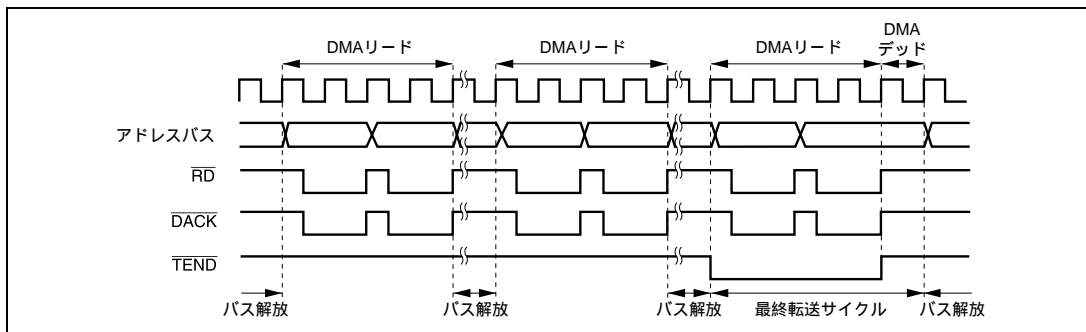 DMAリード DMAリード DMAリード DMA
デッド
アドレスバス
RD
DACK
TEND
バス解放 バス解放 バス解放 最終転送サイクル バス解放